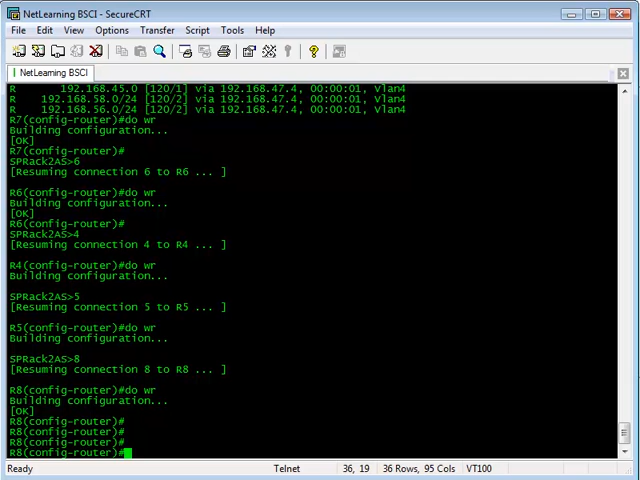 NetLearning BSCI - SecureCRT
File Edit View Options Transfer Script Tools Help
NetLearning BSCI
R 192.168.45.0 [120/1] via 192.168.47.4, 00:00:01, vlan4
R 192.168.58.0/24 [120/2] via 192.168.47.4, 00:00:01, vlan4
R 192.168.56.0/24 [120/2] via 192.168.47.4, 00:00:01, vlan4
R7(config-router)#do wr
Building configuration...
[OK]
R7(config-router)#
SPRack2AS>6
[Resuming connection 6 to R6 ... ]
R6(config-router)#do wr
Building configuration...
[OK]
R6(config-router)#
SPRack2AS>4
[Resuming connection 4 to R4 ... ]
R4(config-router)#do wr
Building configuration...
SPRack2AS>5
[Resuming connection 5 to R5 ... ]
R5(config-router)#do wr
Building configuration...
SPRack2AS>8
[Resuming connection 8 to R8 ... ]
R8(config-router)#do wr
Building configuration...
[OK]
R8(config-router)#
R8(config-router)#
R8(config-router)#
R8(config-router)#
Ready Telnet 36, 19 36 Rows, 95 Cols VT100